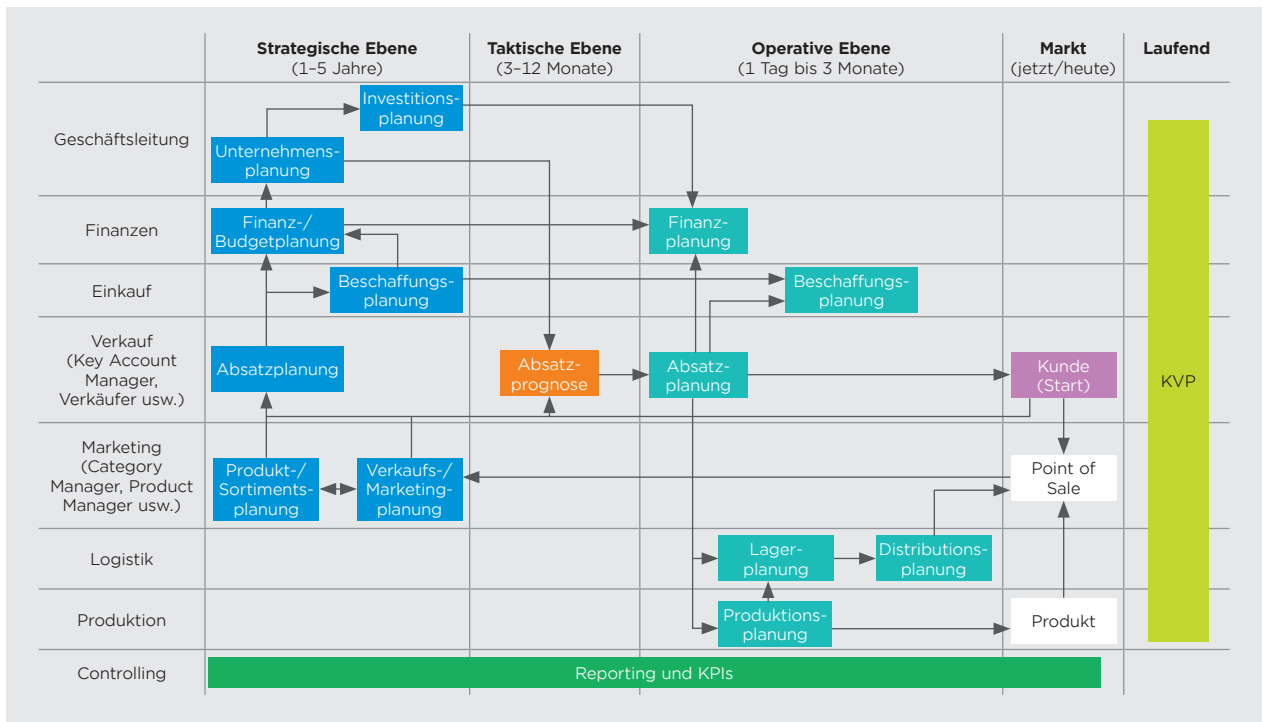 Strategische Ebene
(1–5 Jahre)
Taktische Ebene
(3–12 Monate)
Operative Ebene
(1 Tag bis 3 Monate)
Markt
(jetzt/heute)
Laufend
Geschäftsleitung
Investitions-
planung
Unternehmens-
planung
Finanzen
Finanz-/
Budgetplanung
Finanz-
planung
Einkauf
Beschaffungs-
planung
Beschaffungs-
planung
Verkauf
(Key Account
Manager,
Verkäufer usw.)
Absatzplanung
Absatz-
prognose
Absatz-
planung
Kunde
(Start)
KVP
Marketing
(Category
Manager, Product
Manager usw.)
Produkt-/
Sortiments-
planung
Verkaufs-/
Marketing-
planung
Point of
Sale
Logistik
Lager-
planung
Distributions-
planung
Produktion
Produktions-
planung
Produkt
Controlling
Reporting und KPIs